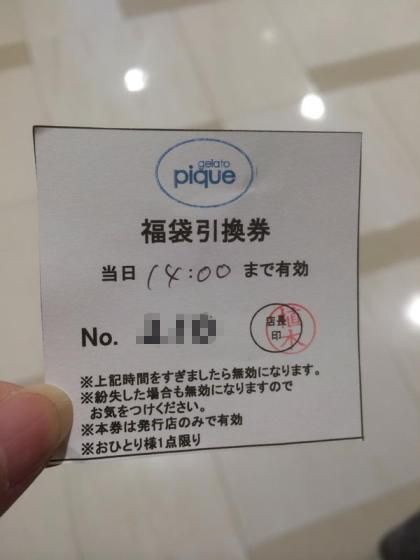 gelato
pique
福袋引換券
当日 14:00 まで有効
No.
店長
印
植木
※上記時間をすぎましたら無効になります。
※紛失した場合も無効になりますので
お気をつけください。
※本券は発行店のみで有効
※おひとり様1点限り